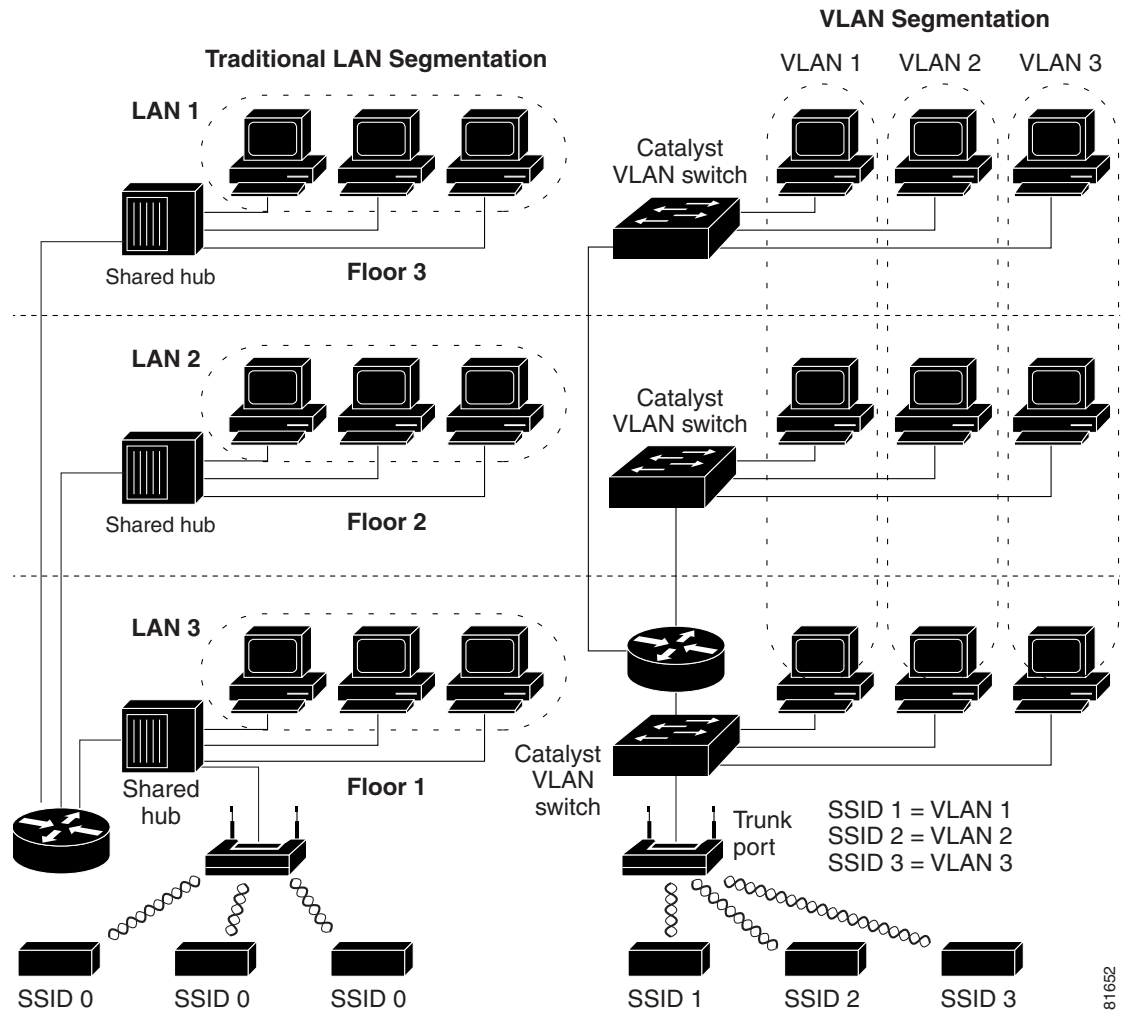 VLAN Segmentation
Traditional LAN Segmentation
VLAN 1 VLAN 2 VLAN 3
LAN 1
Catalyst
VLAN switch
Shared hub
Floor 3
LAN 2
Catalyst
VLAN switch
Shared hub
Floor 2
LAN 3
Shared
hub
Floor 1
Catalyst
VLAN
switch
Trunk
port
SSID 1 = VLAN 1
SSID 2 = VLAN 2
SSID 3 = VLAN 3
SSID 0 SSID 0 SSID 0
SSID 1 SSID 2 SSID 3
81652